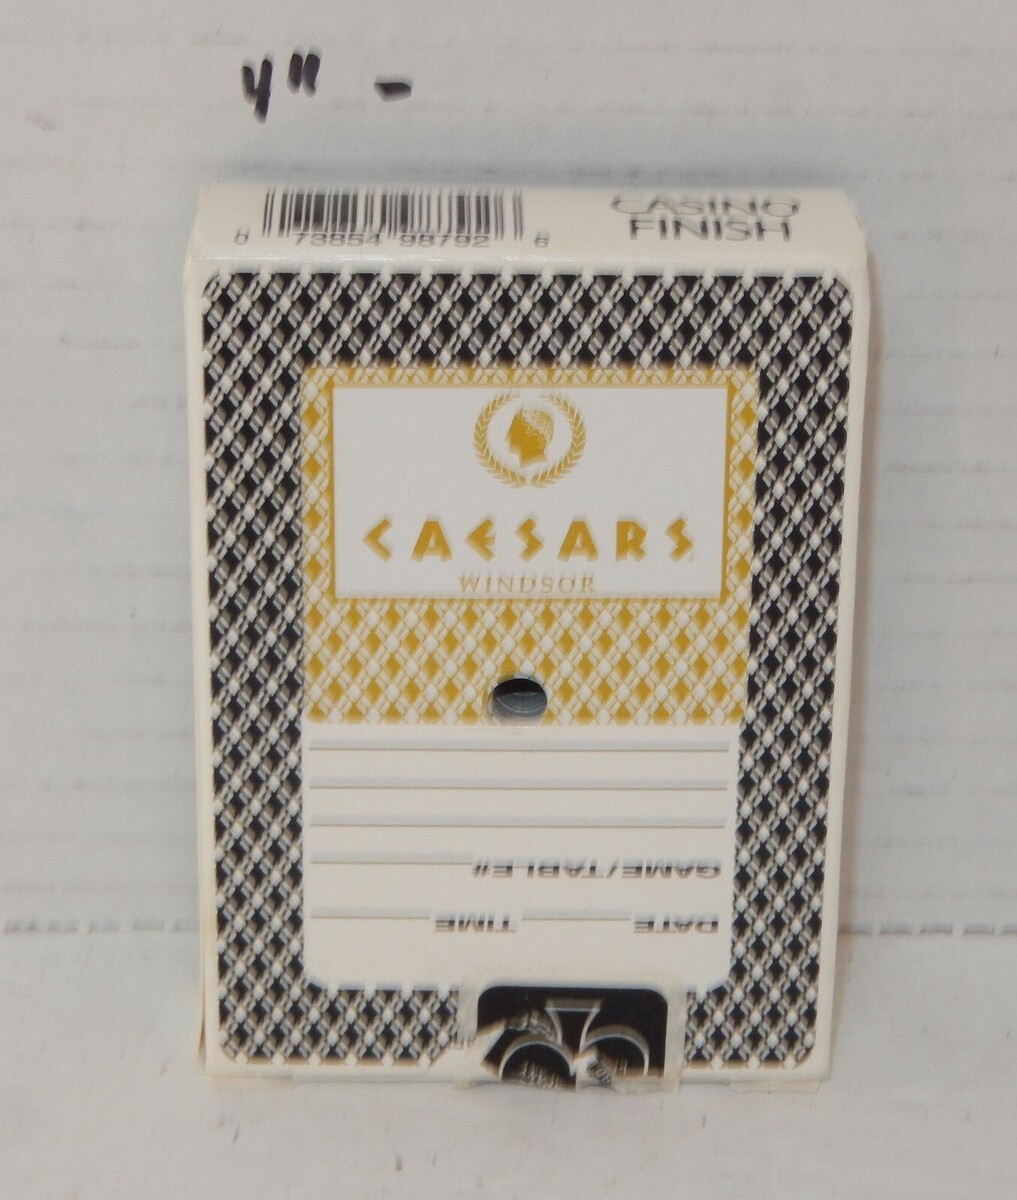 4" -
CASINO
FINISH
0 73854 98792 6
CAESARS
WINDSOR
GAME/TABLE#
DATE TIME